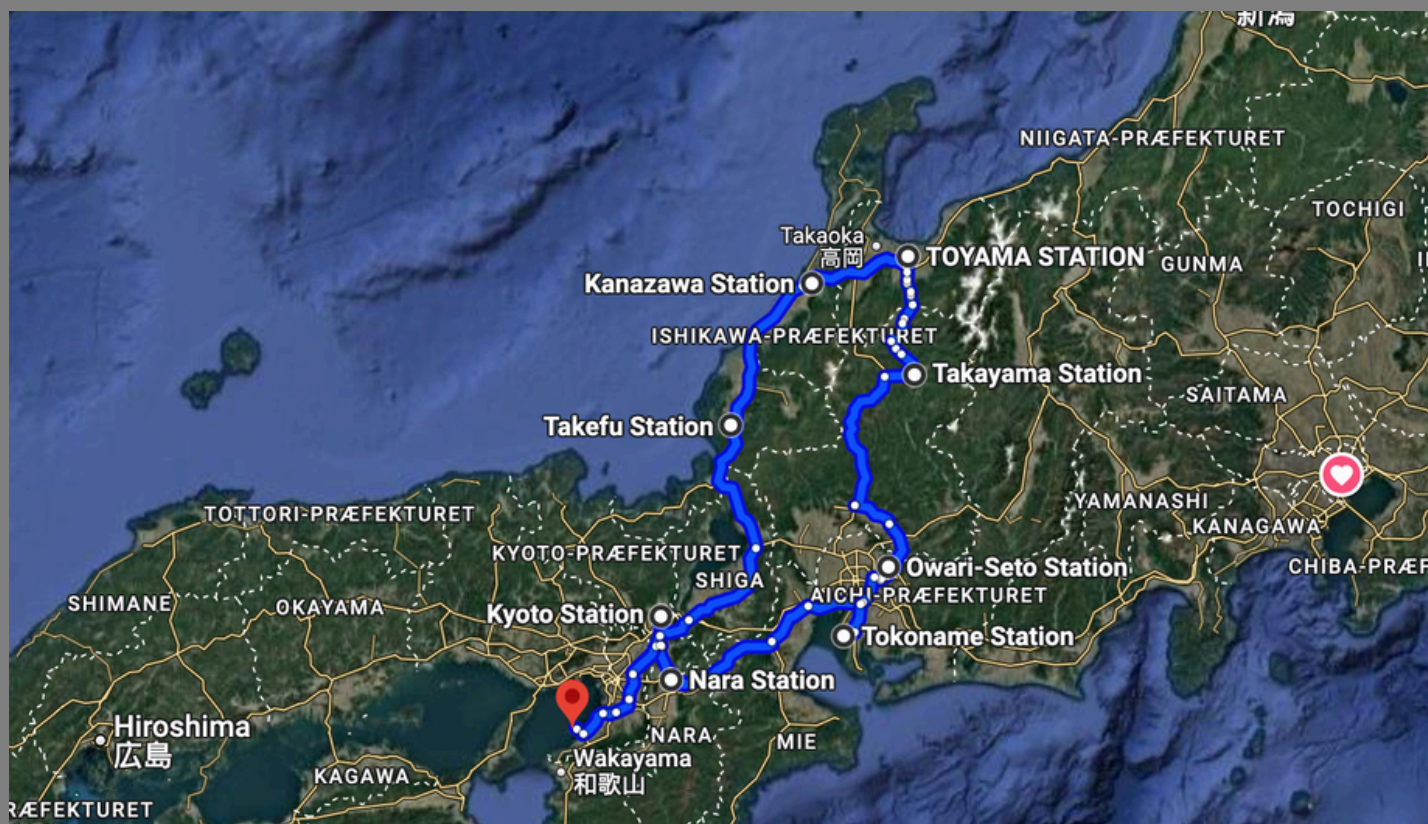 新潟
NIIGATA-PRÆFEKTURET
TOCHIGI
Takaoka
高岡
TOYAMA STATION
GUNMA
Kanazawa Station
ISHIKAWA-PRÆFEKTURET
Takayama Station
SAITAMA
Takefu Station
YAMANASHI
TOTTORI-PRÆFEKTURET
KANAGAWA
KYOTO-PRÆFEKTURET
CHIBA-PRÆF
SHIGA
Owari-Seto Station
AICHI-PRÆFEKTURET
SHIMANE
OKAYAMA
Kyoto Station
Tokoname Station
Nara Station
Hiroshima
広島
NARA
MIE
Wakayama
和歌山
KAGAWA
RÆFEKTURET